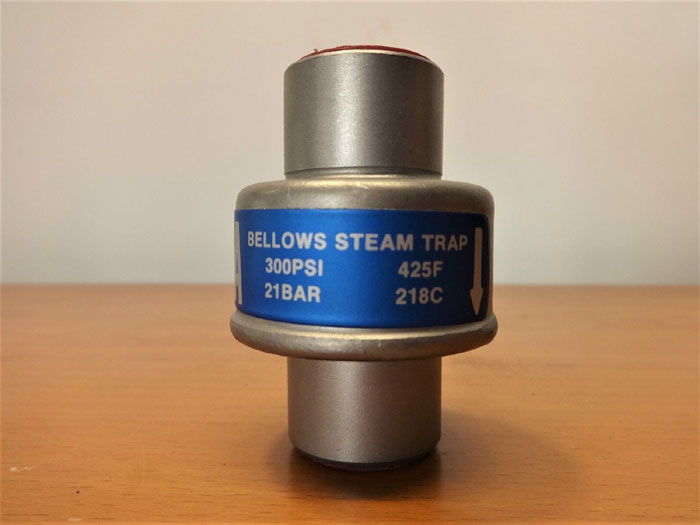 BELLOWS STEAM TRAP
300PSI 425F
21BAR 218C